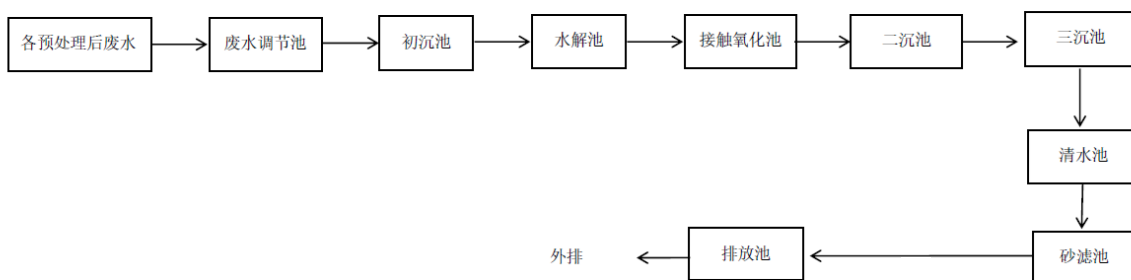 各预处理后废水
废水调节池
初沉池
水解池
接触氧化池
二沉池
三沉池
清水池
砂滤池
排放池
外排